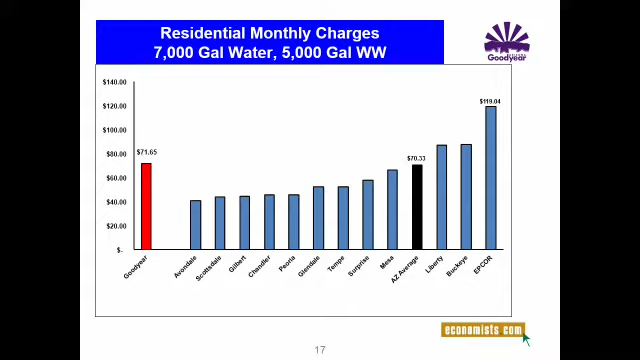 Residential Monthly Charges
7,000 Gal Water, 5,000 Gal WW
Goodyear
$140.00
$120.00
$100.00
$80.00
$60.00
$40.00
$20.00
$-
$71.65
$70.33
$119.04
Goodyear
Avondale
Scottsdale
Gilbert
Chandler
Peoria
Glendale
Tempe
Surprise
Mesa
AZ Average
Liberty
Buckeye
EPCOR
economists.com
17